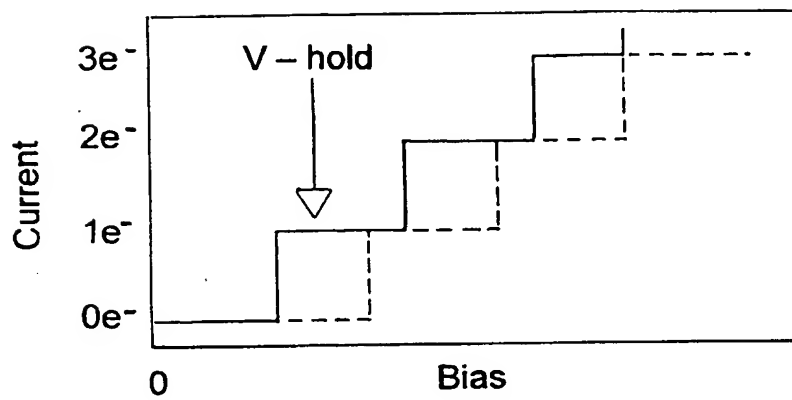 3e-
V – hold
2e-
Current
1e-
0e-
0
Bias